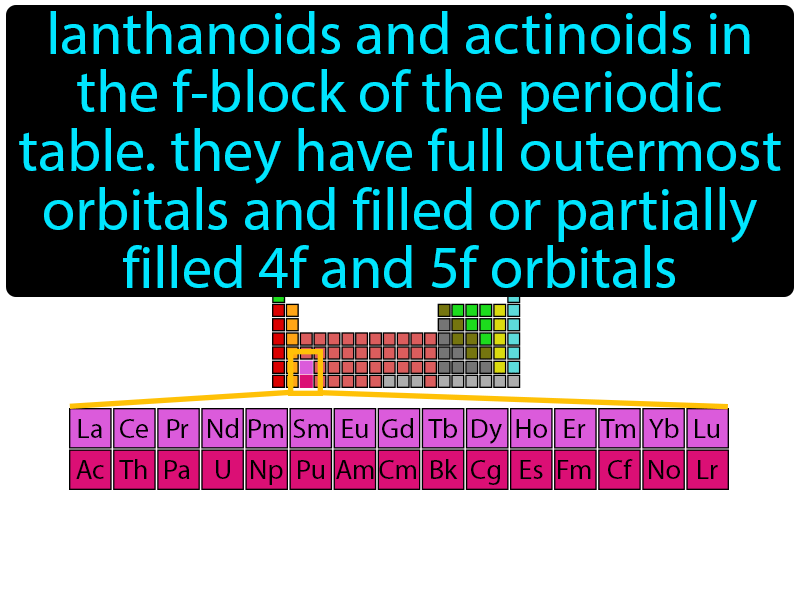 lanthanoids and actinoids in
the f-block of the periodic
table. they have full outermost
orbitals and filled or partially
filled 4f and 5f orbitals
La Ce Pr Nd Pm Sm Eu Gd Tb Dy Ho Er Tm Yb Lu
Ac Th Pa U Np Pu Am Cm Bk Cg Es Fm Cf No Lr